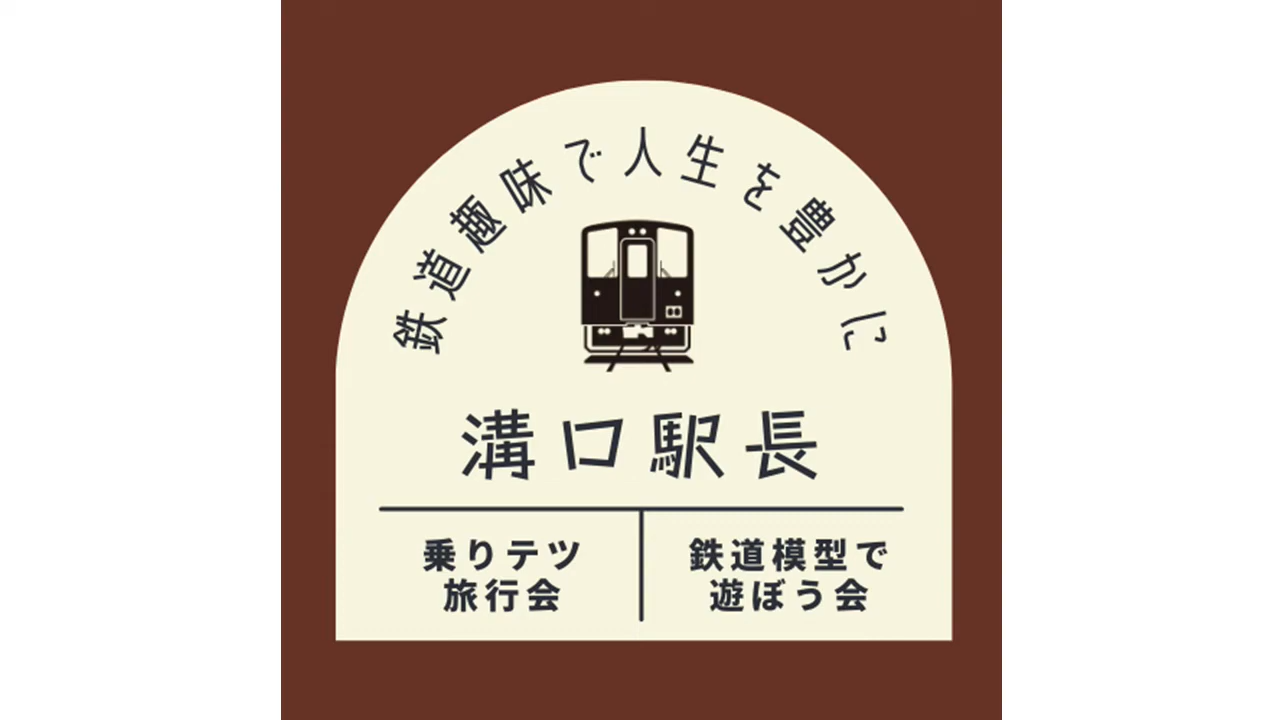 鉄道趣味で人生を豊かに
溝口駅長
乗りテツ
旅行会
鉄道模型で
遊ぼう会